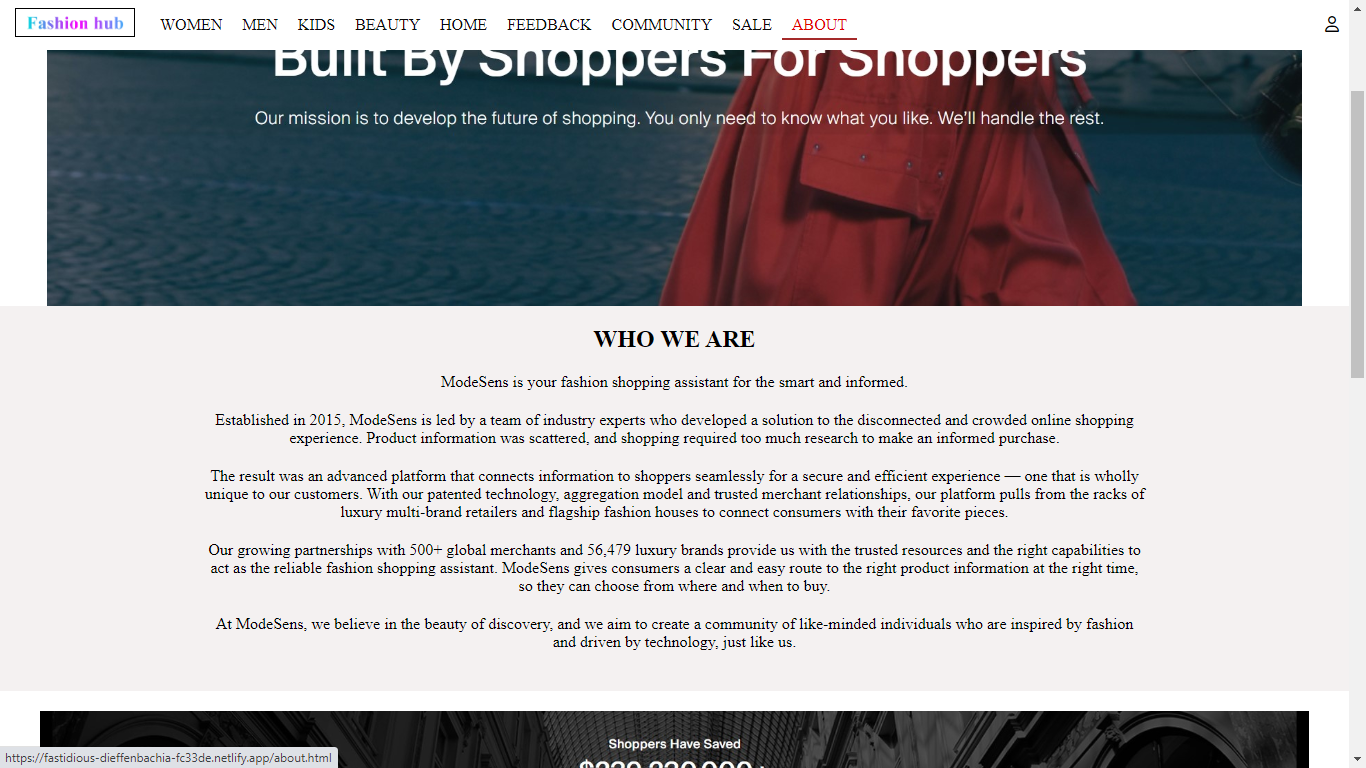 Fashion hub
WOMEN MEN KIDS BEAUTY HOME FEEDBACK COMMUNITY SALE ABOUT
Built By Shoppers For Shoppers
Our mission is to develop the future of shopping. You only need to know what you like. We'll handle the rest.
WHO WE ARE
ModeSens is your fashion shopping assistant for the smart and informed.
Established in 2015, ModeSens is led by a team of industry experts who developed a solution to the disconnected and crowded online shopping
experience. Product information was scattered, and shopping required too much research to make an informed purchase.
The result was an advanced platform that connects information to shoppers seamlessly for a secure and efficient experience — one that is wholly
unique to our customers. With our patented technology, aggregation model and trusted merchant relationships, our platform pulls from the racks of
luxury multi-brand retailers and flagship fashion houses to connect consumers with their favorite pieces.
Our growing partnerships with 500+ global merchants and 56,479 luxury brands provide us with the trusted resources and the right capabilities to
act as the reliable fashion shopping assistant. ModeSens gives consumers a clear and easy route to the right product information at the right time,
so they can choose from where and when to buy.
At ModeSens, we believe in the beauty of discovery, and we aim to create a community of like-minded individuals who are inspired by fashion
and driven by technology, just like us.
Shoppers Have Saved
https://fastidious-dieffenbachia-fc33de.netlify.app/about.html